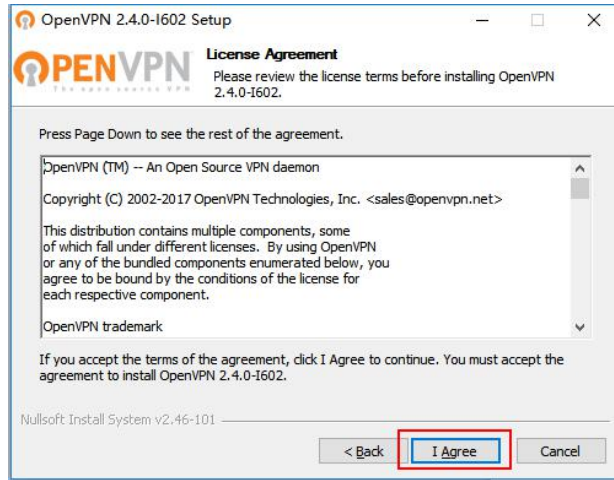 OpenVPN 2.4.0-I602 Setup
OPENVPN
The open source VPN
License Agreement
Please review the license terms before installing OpenVPN
2.4.0-I602.
Press Page Down to see the rest of the agreement.
OpenVPN (TM) -- An Open Source VPN daemon
Copyright (C) 2002-2017 OpenVPN Technologies, Inc. <sales@openvpn.net>
This distribution contains multiple components, some
of which fall under different licenses. By using OpenVPN
or any of the bundled components enumerated below, you
agree to be bound by the conditions of the license for
each respective component.
OpenVPN trademark
If you accept the terms of the agreement, click I Agree to continue. You must accept the
agreement to install OpenVPN 2.4.0-I602.
Nullsoft Install System v2.46-101
< Back
I Agree
Cancel